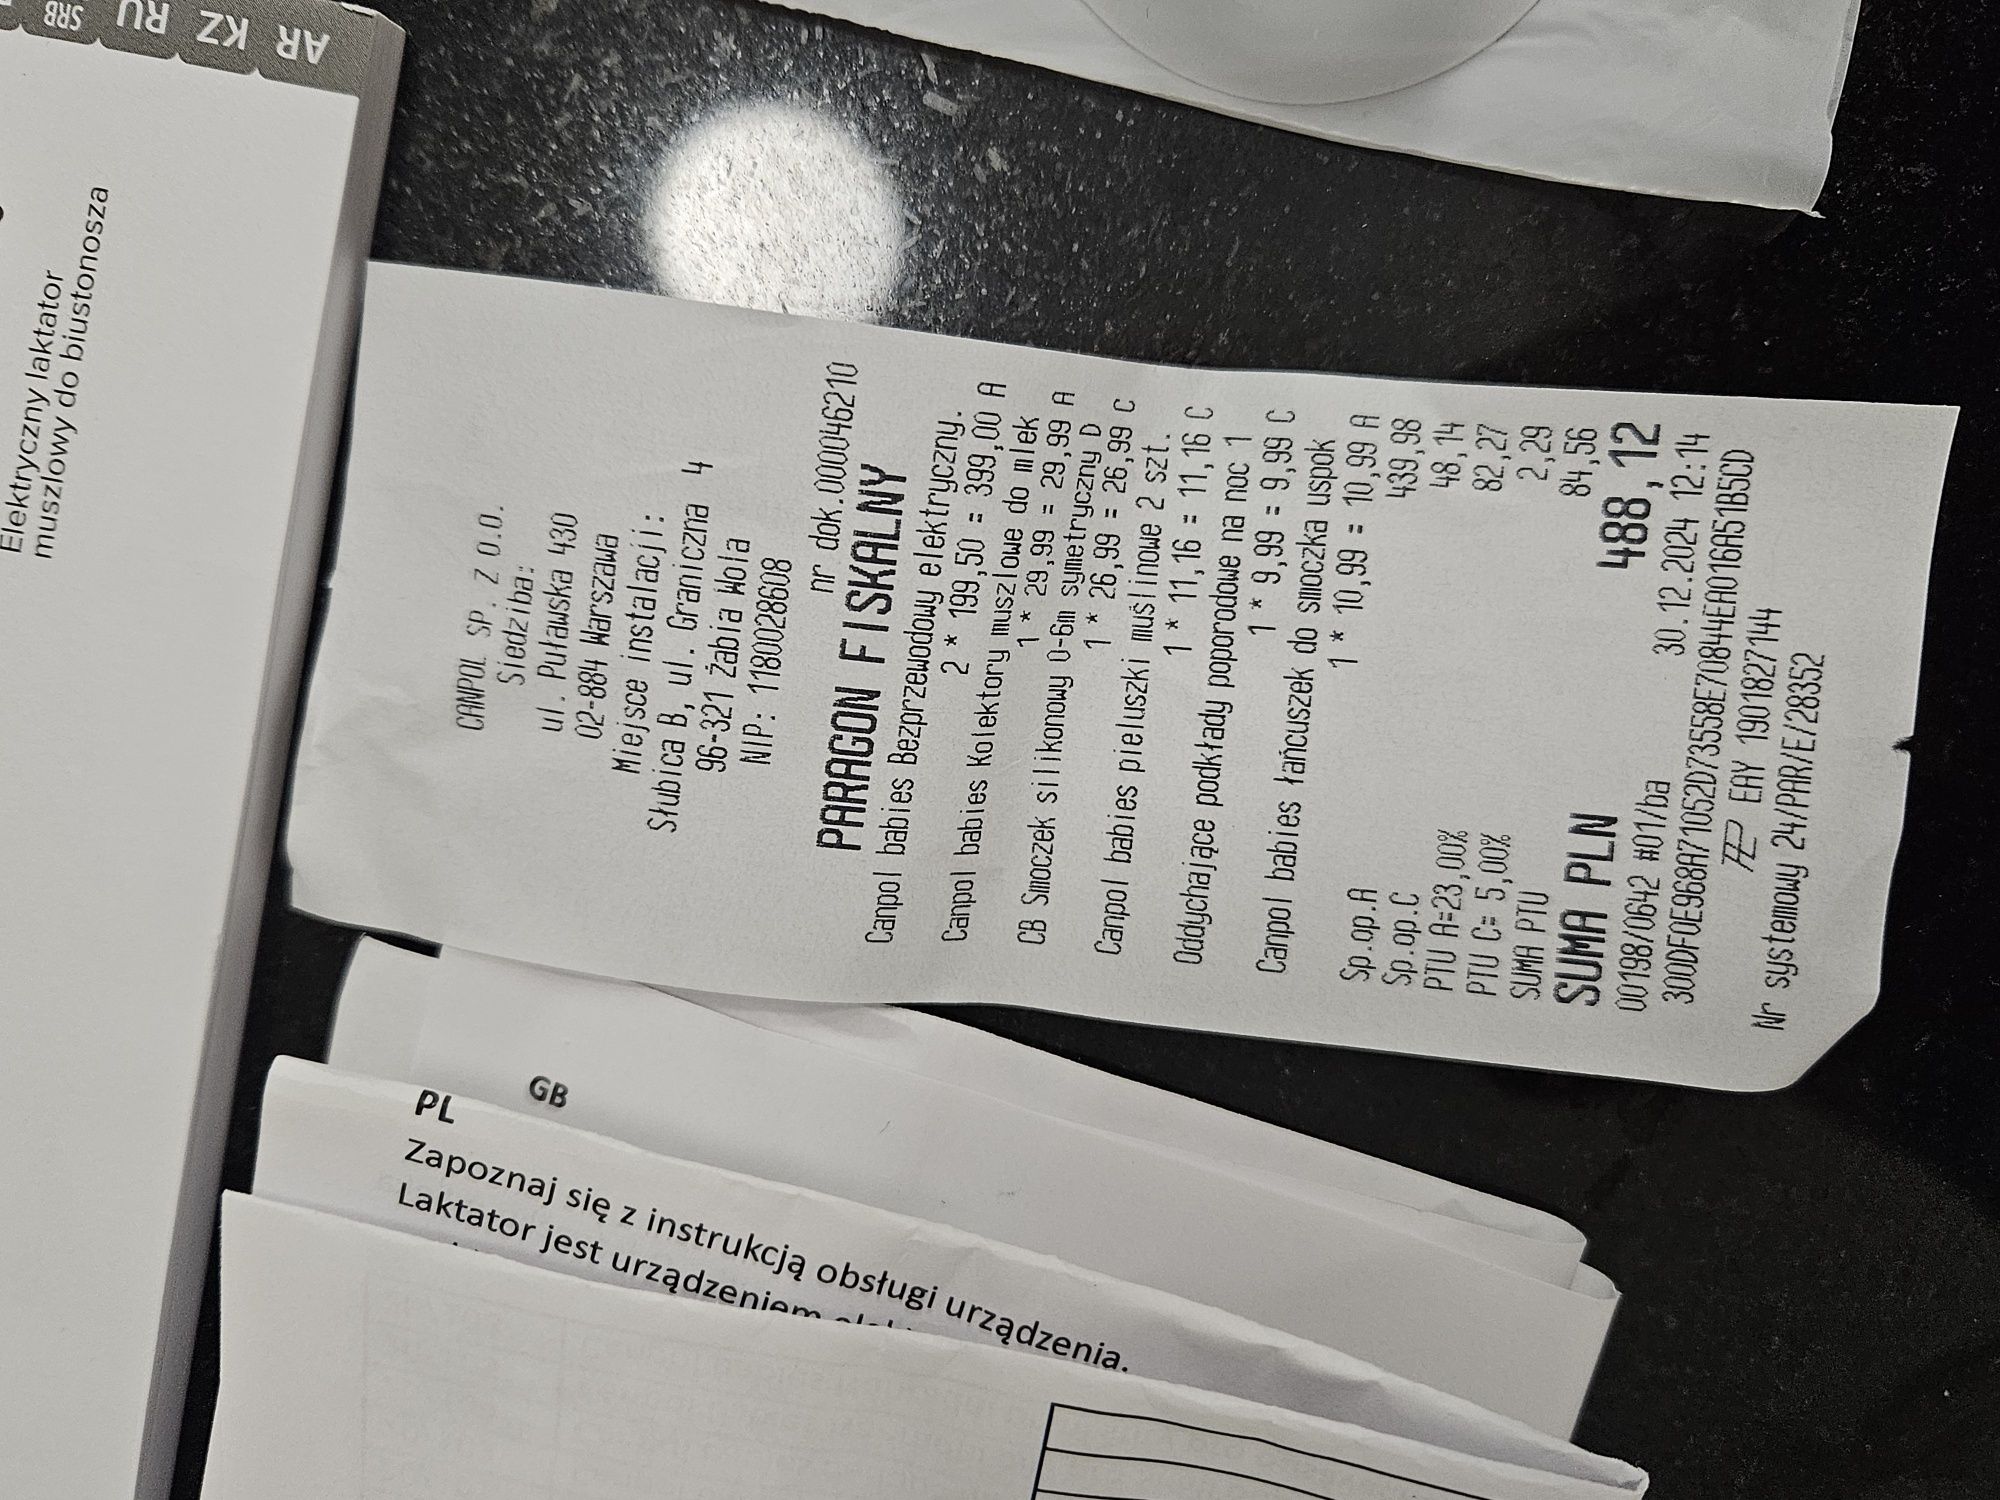 AR KZ RU SRB
Elektryczny laktator
muszlowy do biustonosza
CANPOL SP. Z O.O.
Siedziba:
ul. Puławska 430
02-884 Warszawa
Miejsce instalacji:
Słubica B, ul. Graniczna 4
96-321 Żabia Wola
NIP: 1180028608
nr dok.000046210
PARAGON FISKALNY
Canpol babies Bezprzewodowy elektryczny.
2 * 199,50 = 399,00 A
Canpol babies Kolektory muszlowe do mlek
1 * 29,99 = 29,99 A
CB Smoczek silikonowy 0-6m symetryczny D
1 * 26,99 = 26,99 C
Canpol babies pieluszki muślinowe 2 szt.
1 * 11,16 = 11,16 C
Oddychające podkłady poporodowe na noc 1
1 * 9,99 = 9,99 C
Canpol babies łańcuszek do smoczka uspok
1 * 10,99 = 10,99 A
Sp.op.A 439,98
Sp.op.C 48,14
PTU A=23,00% 82,27
PTU C= 5,00% 2,29
SUMA PTU 84,56
SUMA PLN 488,12
00198/0642 #01/ba 30.12.2024 12:14
300DF0E968A771052D73558E70844EA016A51B5CD
EAY 1901827144
Nr systemowy 24/PAR/E/28352
PL
GB
Zapoznaj się z instrukcją obsługi urządzenia.
Laktator jest urządzeniem